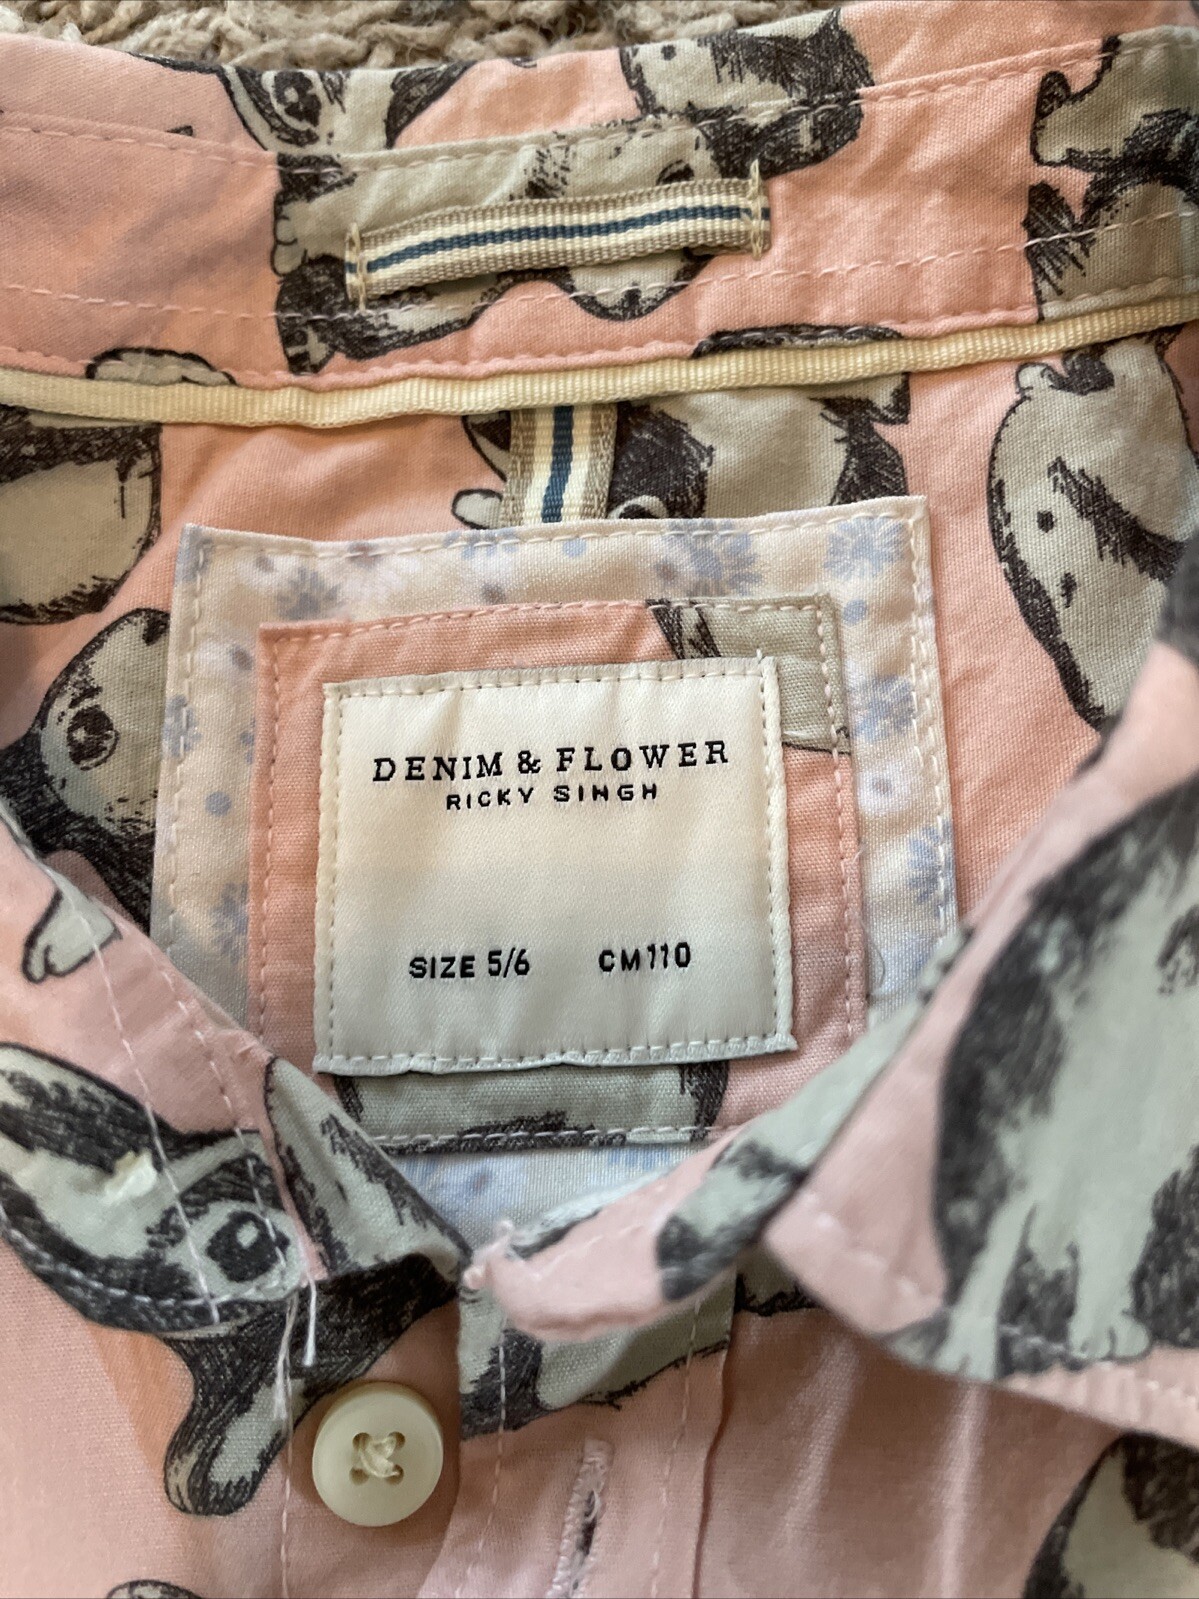 DENIM & FLOWER
RICKY SINGH
SIZE 5/6 CM110